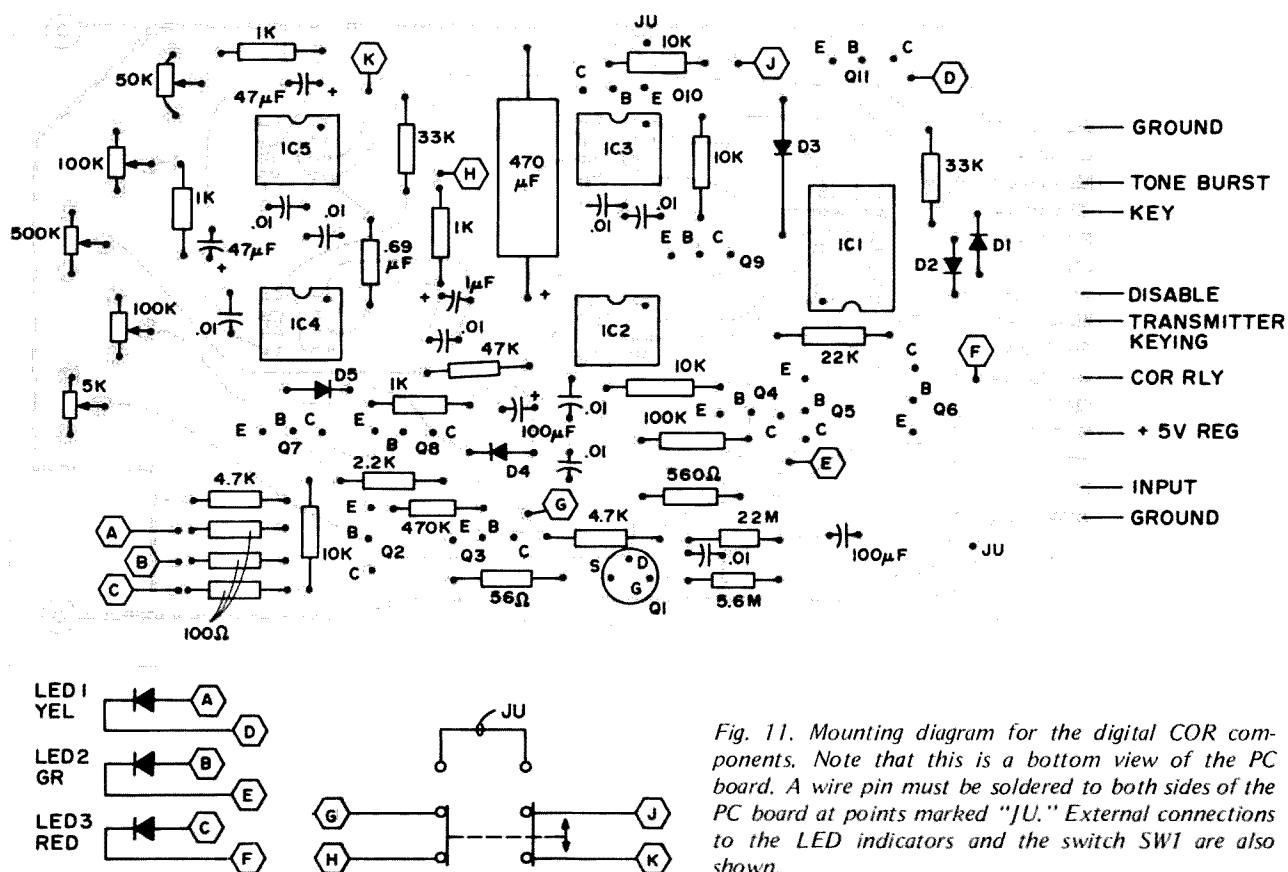 JU
1K
K
10K
J
E B C
Q11
D
50K
47µF +
C B E
Q10
33K
470 µF
IC5
IC3
D3
GROUND
100K
H
10K
33K
TONE BURST
1K
1K
.01
.01
.01
.01
KEY
500K
47µF
+
.69 µF
E B C
Q9
IC1
D1
D2
+ 1µF
+
DISABLE
100K
.01
IC4
.01
IC2
TRANSMITTER
KEYING
47K
22K
F
D5
10K
C
COR RLY
5K
1K
+
100µF
.01
E B Q4 C
E B C Q5
B
E
Q6
E B C
Q7
E B C
Q8
100K
+ 5V REG
D4
.01
E
2.2K
560Ω
4.7K
INPUT
G
470K
4.7K
22M
GROUND
A
10K
E B C
Q2
E B C
Q3
100µF
JU
B
S D G
Q1
.01
C
56Ω
5.6M
100Ω
LED 1
YEL
A
D
LED2
GR
B
E
LED3
RED
C
F
JU
G
J
H
K
Fig. 11. Mounting diagram for the digital COR com-
ponents. Note that this is a bottom view of the PC
board. A wire pin must be soldered to both sides of the
PC board at points marked "JU." External connections
to the LED indicators and the switch SW1 are also
shown.